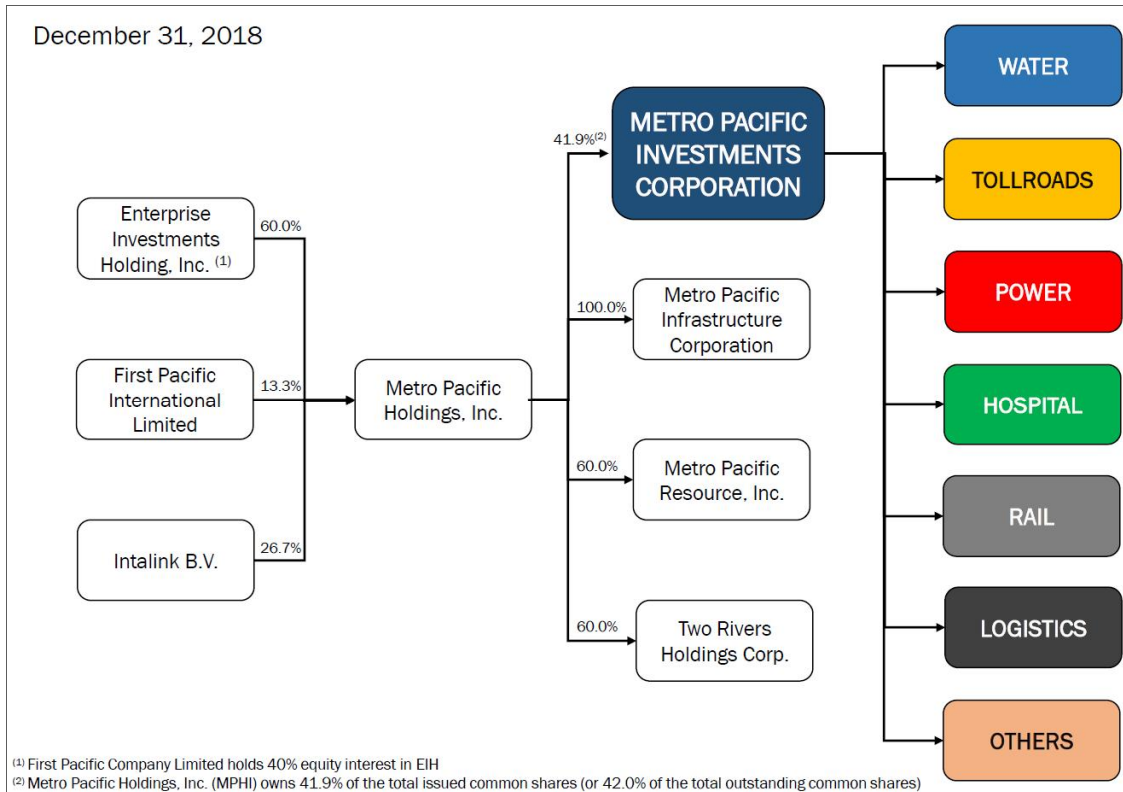 December 31, 2018
Enterprise
Investments
Holding, Inc. (1)
60.0%
First Pacific
International
Limited
13.3%
Intalink B.V.
26.7%
Metro Pacific
Holdings, Inc.
41.9%(2)
METRO PACIFIC
INVESTMENTS
CORPORATION
100.0%
Metro Pacific
Infrastructure
Corporation
60.0%
Metro Pacific
Resource, Inc.
60.0%
Two Rivers
Holdings Corp.
WATER
TOLLROADS
POWER
HOSPITAL
RAIL
LOGISTICS
OTHERS
(1) First Pacific Company Limited holds 40% equity interest in EIH
(2) Metro Pacific Holdings, Inc. (MPHI) owns 41.9% of the total issued common shares (or 42.0% of the total outstanding common shares)